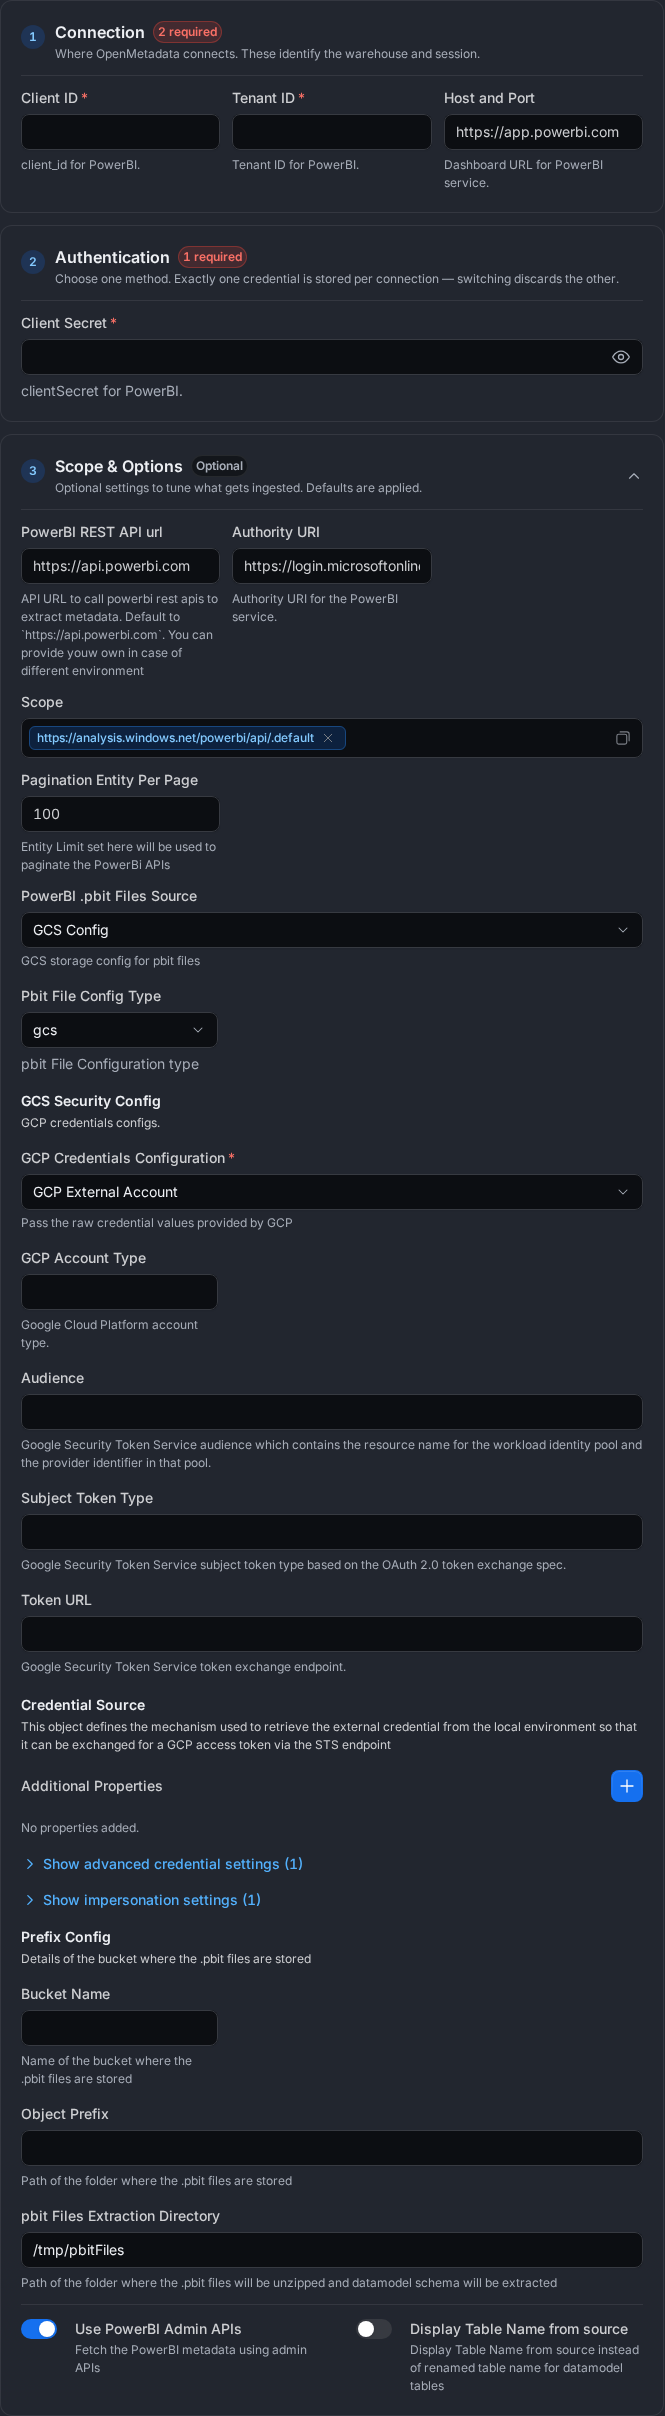 1
Connection
2 required
Where OpenMetadata connects. These identify the warehouse and session.
Client ID *
Tenant ID *
Host and Port
https://app.powerbi.com
client_id for PowerBI.
Tenant ID for PowerBI.
Dashboard URL for PowerBI
service.
2
Authentication
1 required
Choose one method. Exactly one credential is stored per connection — switching discards the other.
Client Secret *
clientSecret for PowerBI.
3
Scope & Options
Optional
Optional settings to tune what gets ingested. Defaults are applied.
PowerBI REST API url
Authority URI
https://api.powerbi.com
https://login.microsoftonline
API URL to call powerbi rest apis to
extract metadata. Default to
`https://api.powerbi.com`. You can
provide youw own in case of
different environment
Authority URI for the PowerBI
service.
Scope
https://analysis.windows.net/powerbi/api/.default
Pagination Entity Per Page
100
Entity Limit set here will be used to
paginate the PowerBi APIs
PowerBI .pbit Files Source
GCS Config
GCS storage config for pbit files
Pbit File Config Type
gcs
pbit File Configuration type
GCS Security Config
GCP credentials configs.
GCP Credentials Configuration *
GCP External Account
Pass the raw credential values provided by GCP
GCP Account Type
Google Cloud Platform account
type.
Audience
Google Security Token Service audience which contains the resource name for the workload identity pool and
the provider identifier in that pool.
Subject Token Type
Google Security Token Service subject token type based on the OAuth 2.0 token exchange spec.
Token URL
Google Security Token Service token exchange endpoint.
Credential Source
This object defines the mechanism used to retrieve the external credential from the local environment so that
it can be exchanged for a GCP access token via the STS endpoint
Additional Properties
No properties added.
Show advanced credential settings (1)
Show impersonation settings (1)
Prefix Config
Details of the bucket where the .pbit files are stored
Bucket Name
Name of the bucket where the
.pbit files are stored
Object Prefix
Path of the folder where the .pbit files are stored
pbit Files Extraction Directory
/tmp/pbitFiles
Path of the folder where the .pbit files will be unzipped and datamodel schema will be extracted
Use PowerBI Admin APIs
Fetch the PowerBI metadata using admin
APIs
Display Table Name from source
Display Table Name from source instead
of renamed table name for datamodel
tables